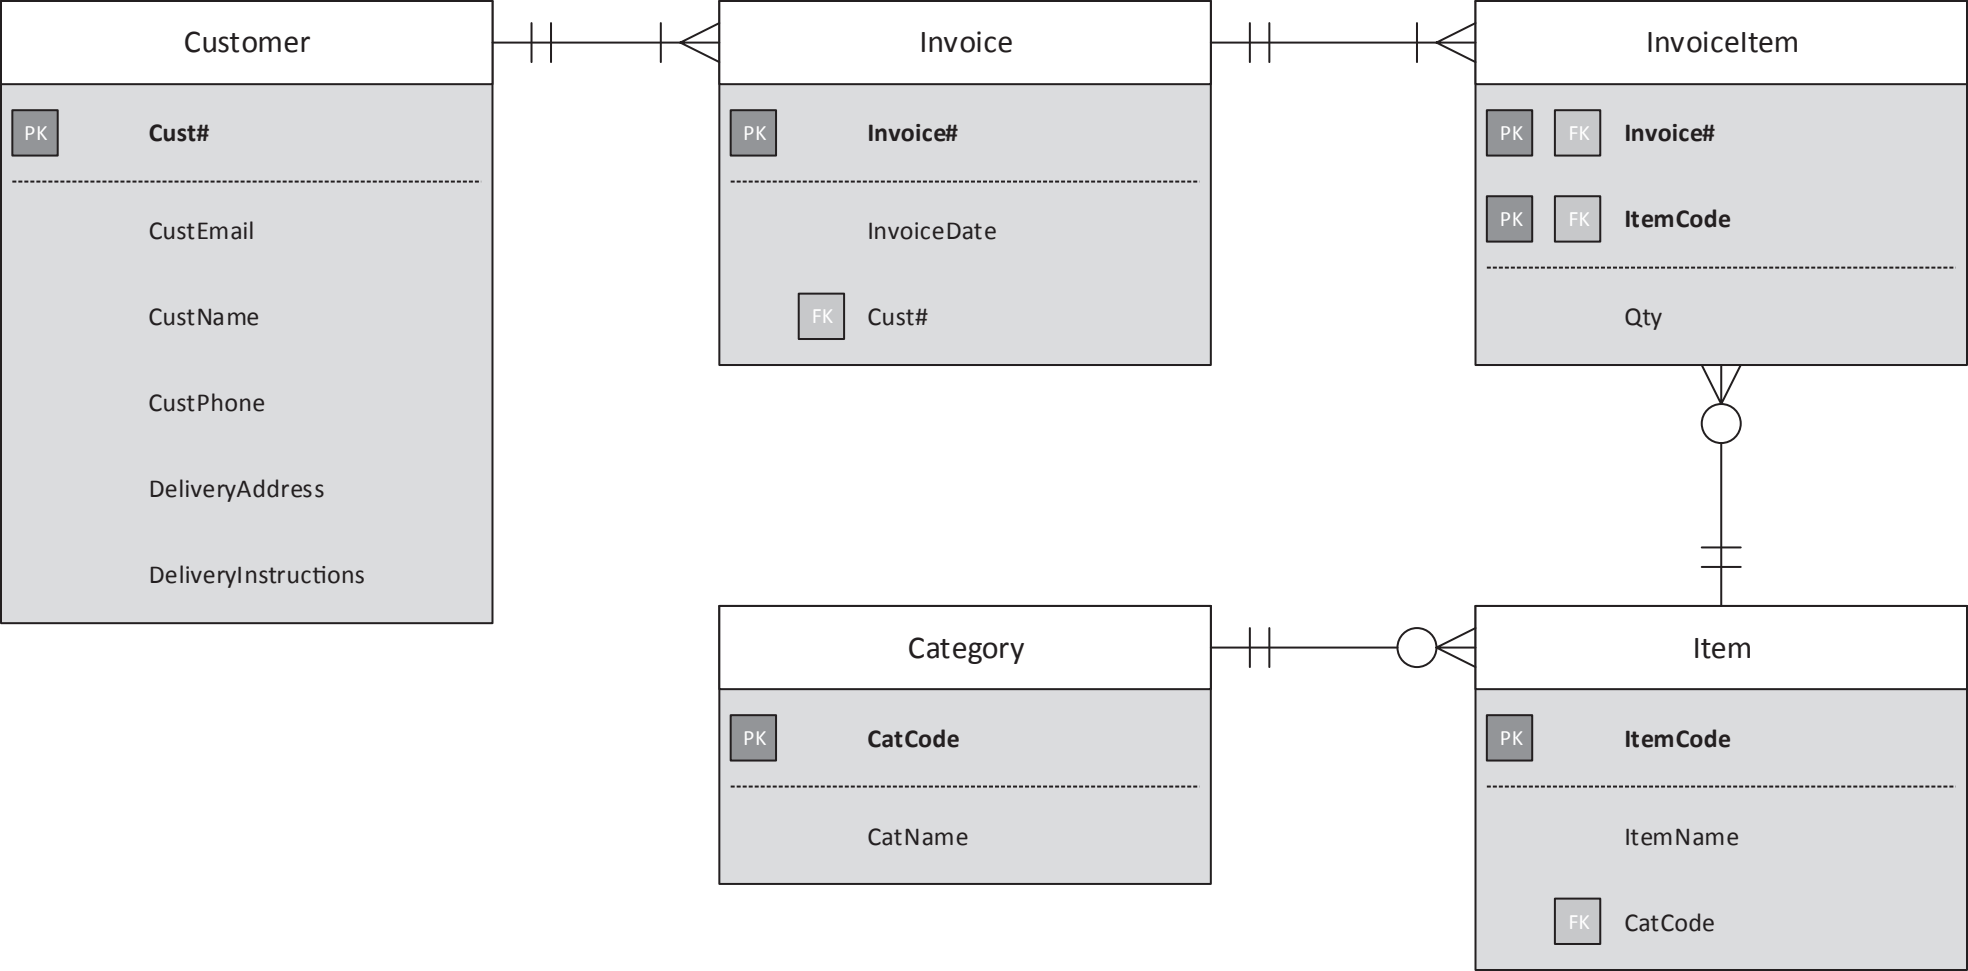 Customer
PK Cust#
CustEmail
CustName
CustPhone
DeliveryAddress
DeliveryInstructions
Invoice
PK Invoice#
InvoiceDate
FK Cust#
InvoiceItem
PK FK Invoice#
PK FK ItemCode
Qty
Category
PK CatCode
CatName
Item
PK ItemCode
ItemName
FK CatCode